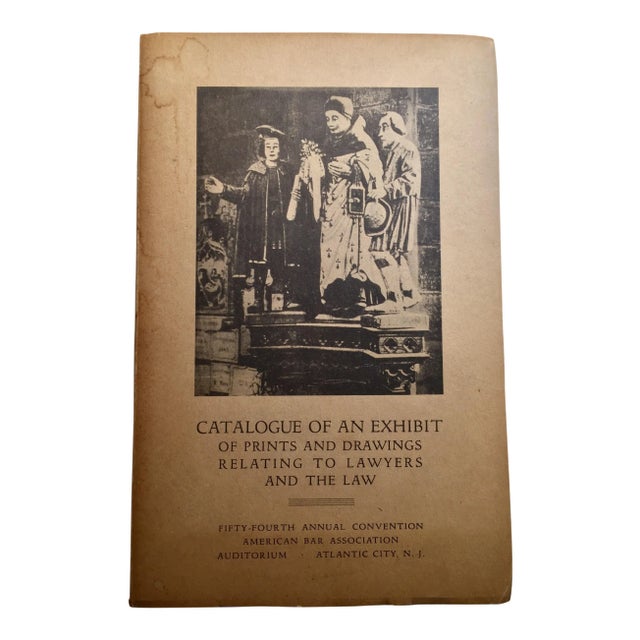 CATALOGUE OF AN EXHIBIT
OF PRINTS AND DRAWINGS
RELATING TO LAWYERS
AND THE LAW
FIFTY-FOURTH ANNUAL CONVENTION
AMERICAN BAR ASSOCIATION
AUDITORIUM · ATLANTIC CITY, N. J.